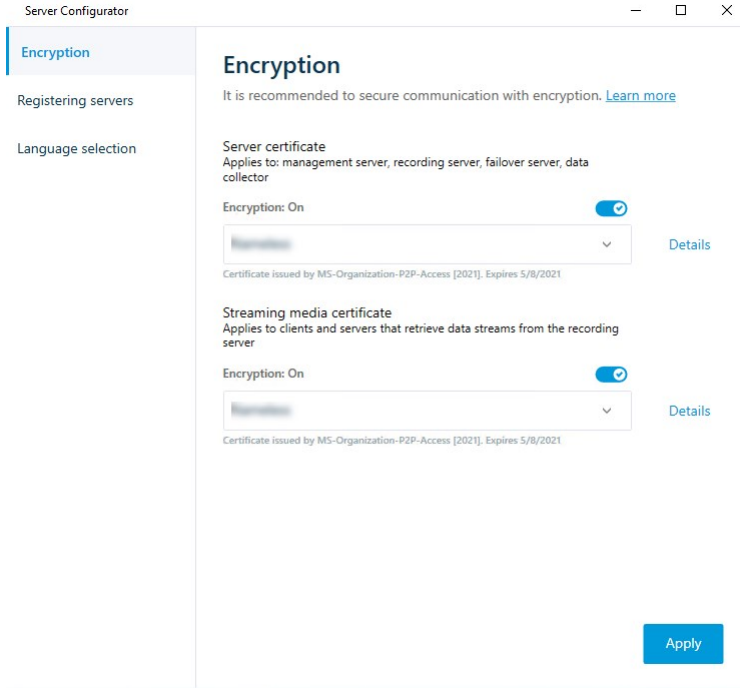 Server Configurator
Encryption
Registering servers
Language selection
Encryption
It is recommended to secure communication with encryption. Learn more
Server certificate
Applies to: management server, recording server, failover server, data
collector
Encryption: On
Details
Certificate issued by MS-Organization-P2P-Access [2021]. Expires 5/8/2021
Streaming media certificate
Applies to clients and servers that retrieve data streams from the recording
server
Encryption: On
Details
Certificate issued by MS-Organization-P2P-Access [2021]. Expires 5/8/2021
Apply